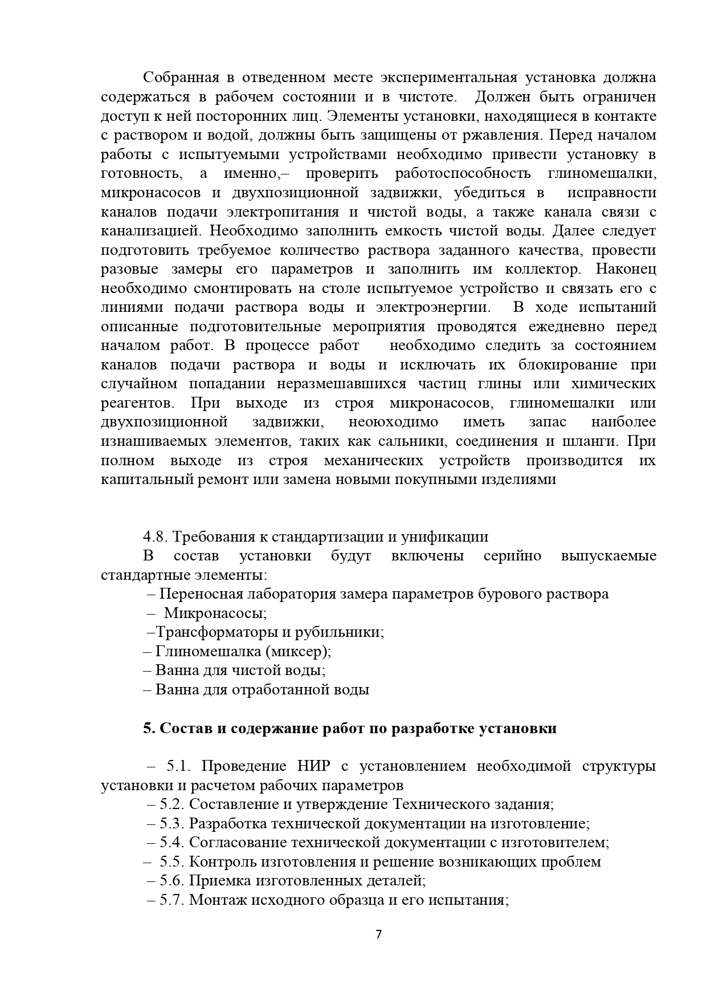 Собранная в отведенном месте экспериментальная установка должна
содержаться в рабочем состоянии и в чистоте. Должен быть ограничен
доступ к ней посторонних лиц. Элементы установки, находящиеся в контакте
с раствором и водой, должны быть защищены от ржавления. Перед началом
работы с испытуемыми устройствами необходимо привести установку в
готовность, а именно,– проверить работоспособность глиномешалки,
микронасосов и двухпозиционной задвижки, убедиться в исправности
каналов подачи электропитания и чистой воды, а также канала связи с
канализацией. Необходимо заполнить емкость чистой воды. Далее следует
подготовить требуемое количество раствора заданного качества, провести
разовые замеры его параметров и заполнить им коллектор. Наконец
необходимо смонтировать на столе испытуемое устройство и связать его с
линиями подачи раствора воды и электроэнергии. В ходе испытаний
описанные подготовительные мероприятия проводятся ежедневно перед
началом работ. В процессе работ необходимо следить за состоянием
каналов подачи раствора и воды и исключать их блокирование при
случайном попадании неразмешавшихся частиц глины или химических
реагентов. При выходе из строя микронасосов, глиномешалки или
двухпозиционной задвижки, неоюходимо иметь запас наиболее
изнашиваемых элементов, таких как сальники, соединения и шланги. При
полном выходе из строя механических устройств производится их
капитальный ремонт или замена новыми покупными изделиями
4.8. Требования к стандартизации и унификации
В состав установки будут включены серийно выпускаемые
стандартные элементы:
– Переносная лаборатория замера параметров бурового раствора
– Микронасосы;
–Трансформаторы и рубильники;
– Глиномешалка (миксер);
– Ванна для чистой воды;
– Ванна для отработанной воды
5. Состав и содержание работ по разработке установки
– 5.1. Проведение НИР с установлением необходимой структуры
установки и расчетом рабочих параметров
– 5.2. Составление и утверждение Технического задания;
– 5.3. Разработка технической документации на изготовление;
– 5.4. Согласование технической документации с изготовителем;
– 5.5. Контроль изготовления и решение возникающих проблем
– 5.6. Приемка изготовленных деталей;
– 5.7. Монтаж исходного образца и его испытания;
7